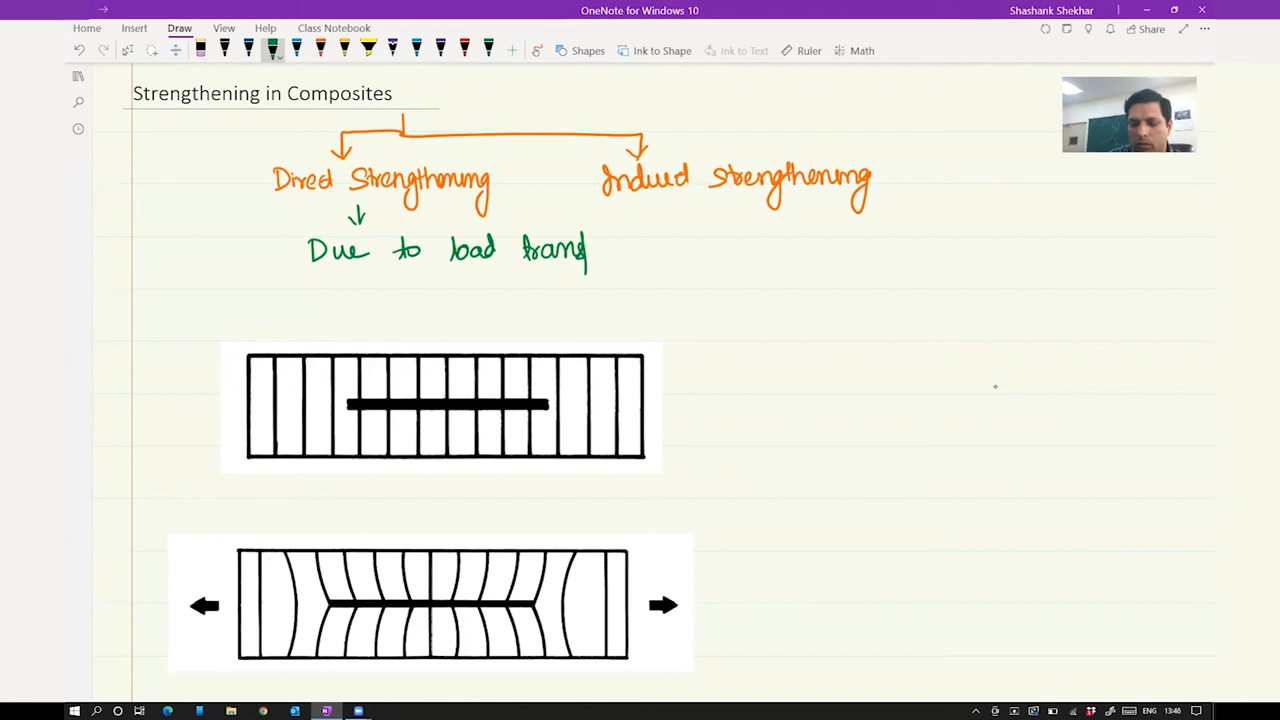 OneNote for Windows 10
Shashank Shekhar
Home Insert Draw View Help Class Notebook
Share
Shapes Ink to Shape Ink to Text Ruler Math
Strengthening in Composites
Direct Strengthening Indirect strengthening
Due to load transf
ENG 13:46